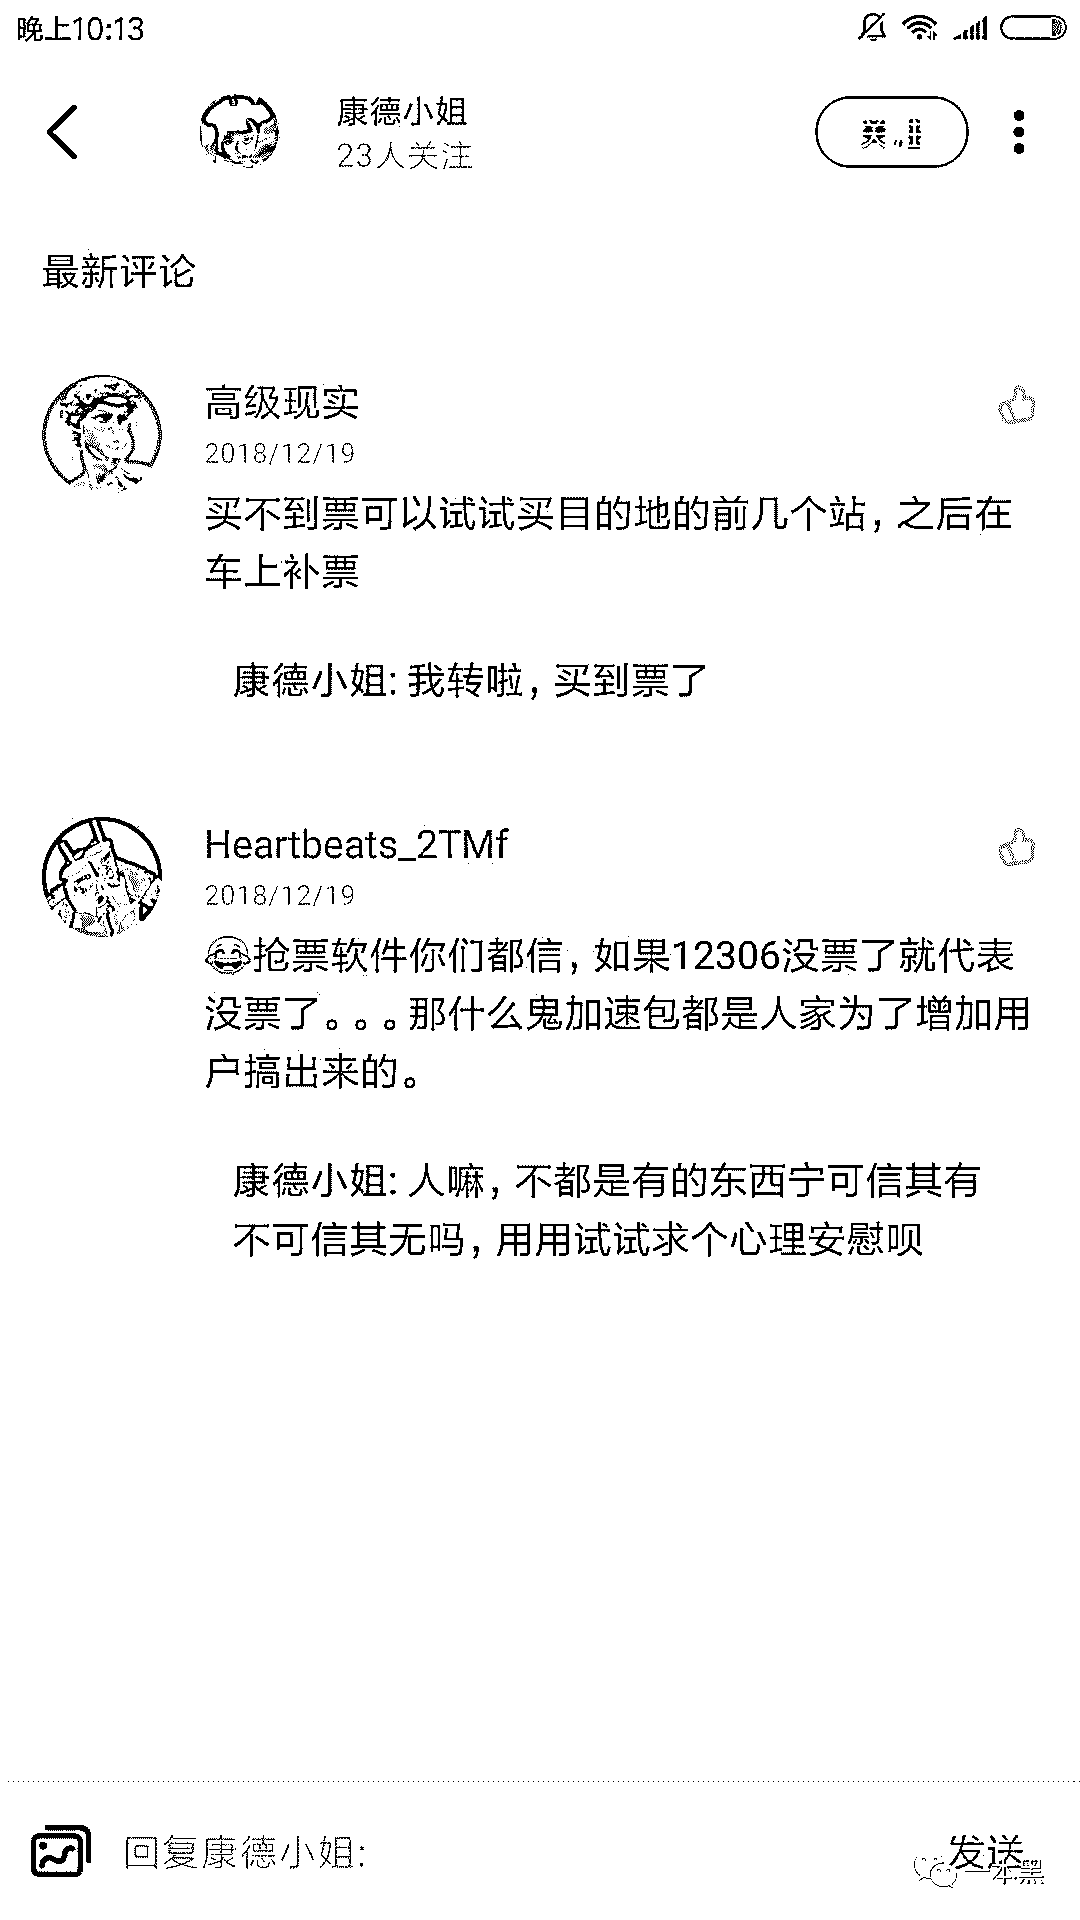 晚上10:13
康德小姐
23人关注
最新评论
高级现实
2018/12/19
买不到票可以试试买目的地的前几个站，之后在
车上补票
康德小姐: 我转啦，买到票了
Heartbeats_2TMf
2018/12/19
😂抢票软件你们都信，如果12306没票了就代表
没票了。。。那什么鬼加速包都是人家为了增加用
户搞出来的。
康德小姐: 人嘛，不都是有的东西宁可信其有
不可信其无吗，用用试试求个心理安慰呗
回复康德小姐:
发送
一本黑